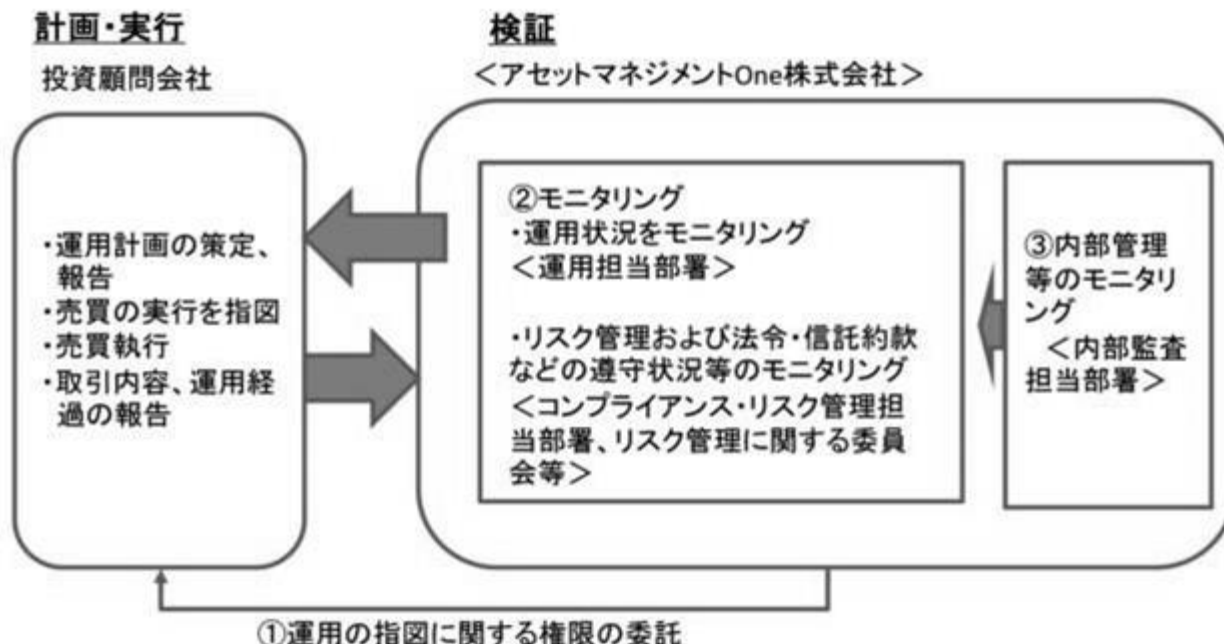 計画・実行
投資顧問会社
・運用計画の策定、
報告
・売買の実行を指図
・売買執行
・取引内容、運用経
過の報告
検証
＜アセットマネジメントOne株式会社＞
②モニタリング
・運用状況をモニタリング
＜運用担当部署＞
・リスク管理および法令・信託約款
などの遵守状況等のモニタリング
＜コンプライアンス・リスク管理担
当部署、リスク管理に関する委員
会等＞
③内部管理
等のモニタリ
ング
＜内部監査
担当部署＞
①運用の指図に関する権限の委託